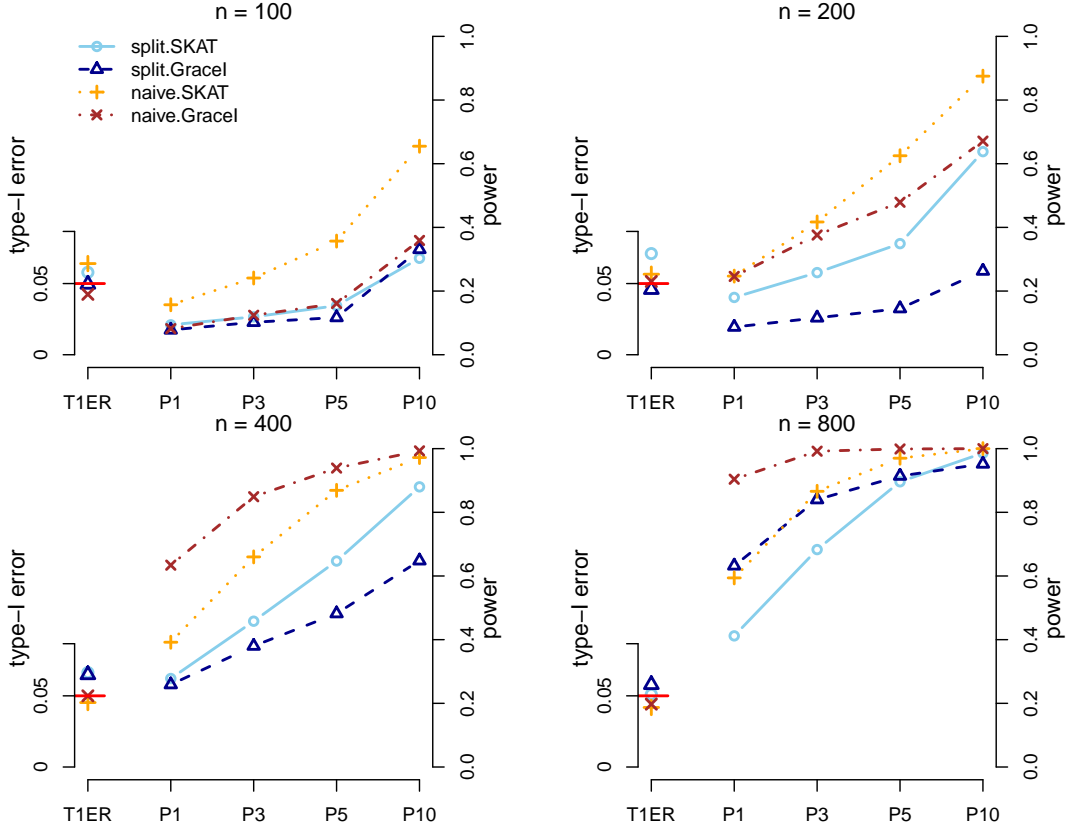 n = 100
split.SKAT
split.GraceI
naive.SKAT
naive.GraceI
type−I error
0
0.05
power
0.0
0.2
0.4
0.6
0.8
1.0
T1ER
P1
P3
P5
P10
n = 200
type−I error
0
0.05
power
0.0
0.2
0.4
0.6
0.8
1.0
T1ER
P1
P3
P5
P10
n = 400
type−I error
0
0.05
power
0.0
0.2
0.4
0.6
0.8
1.0
T1ER
P1
P3
P5
P10
n = 800
type−I error
0
0.05
power
0.0
0.2
0.4
0.6
0.8
1.0
T1ER
P1
P3
P5
P10